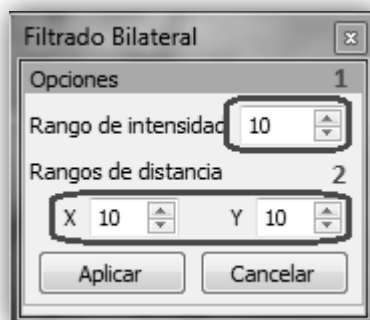 Filtrado Bilateral
Opciones 1
Rango de intensidad 10
Rangos de distancia 2
X 10 Y 10
Aplicar Cancelar